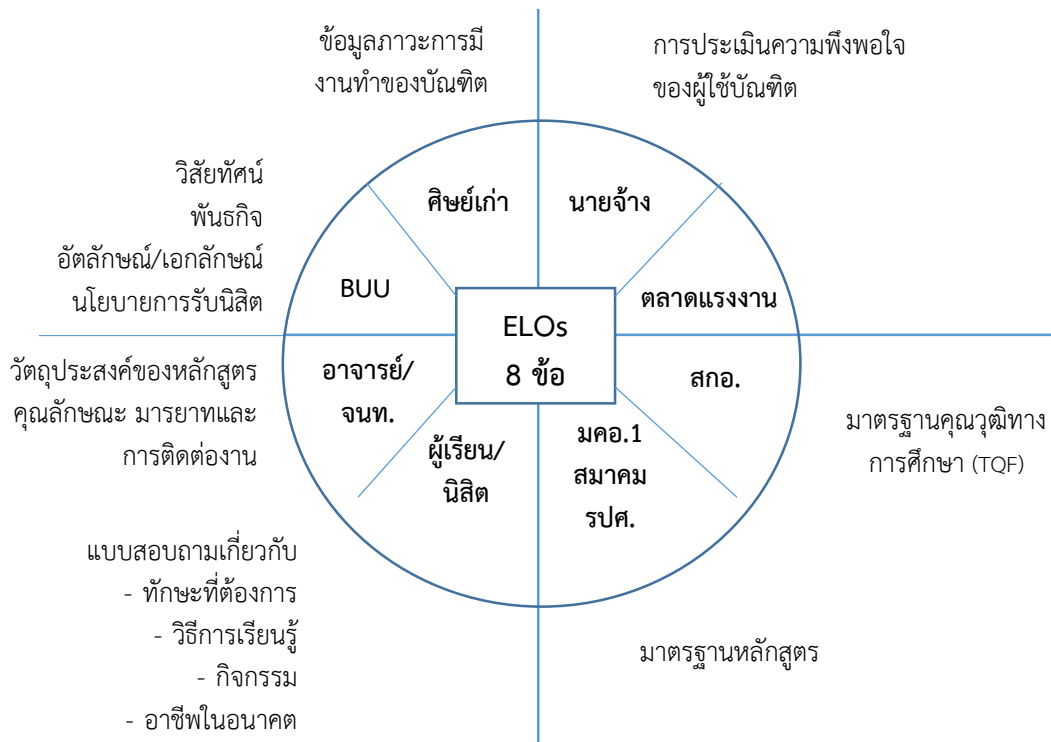 ข้อมูลภาวะการมี
งานทำของบัณฑิต
การประเมินความพึงพอใจ
ของผู้ใช้บัณฑิต
วิสัยทัศน์
พันธกิจ
อัตลักษณ์/เอกลักษณ์
นโยบายการรับนิสิต
ศิษย์เก่า
นายจ้าง
BUU
ตลาดแรงงาน
ELOs
8 ข้อ
วัตถุประสงค์ของหลักสูตร
คุณลักษณะ มารยาทและ
การติดต่องาน
อาจารย์/
จนท.
สกอ.
ผู้เรียน/
นิสิต
มคอ.1
สมาคม
รปศ.
มาตรฐานคุณวุฒิทาง
การศึกษา (TQF)
แบบสอบถามเกี่ยวกับ
- ทักษะที่ต้องการ
- วิธีการเรียนรู้
- กิจกรรม
- อาชีพในอนาคต
มาตรฐานหลักสูตร